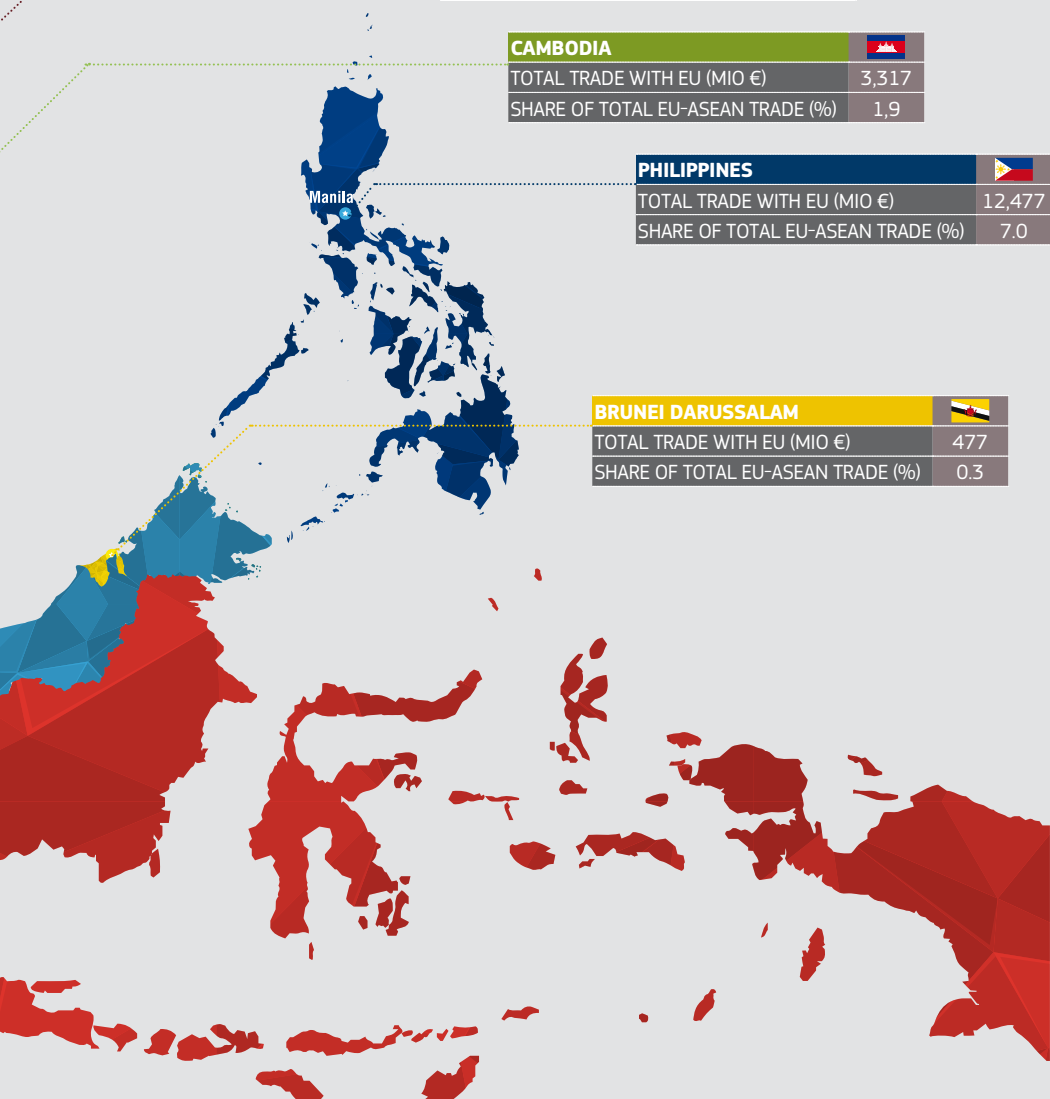 CAMBODIA
TOTAL TRADE WITH EU (MIO €) 3,317
SHARE OF TOTAL EU-ASEAN TRADE (%) 1,9
PHILIPPINES
TOTAL TRADE WITH EU (MIO €) 12,477
SHARE OF TOTAL EU-ASEAN TRADE (%) 7.0
Manila
BRUNEI DARUSSALAM
TOTAL TRADE WITH EU (MIO €) 477
SHARE OF TOTAL EU-ASEAN TRADE (%) 0.3